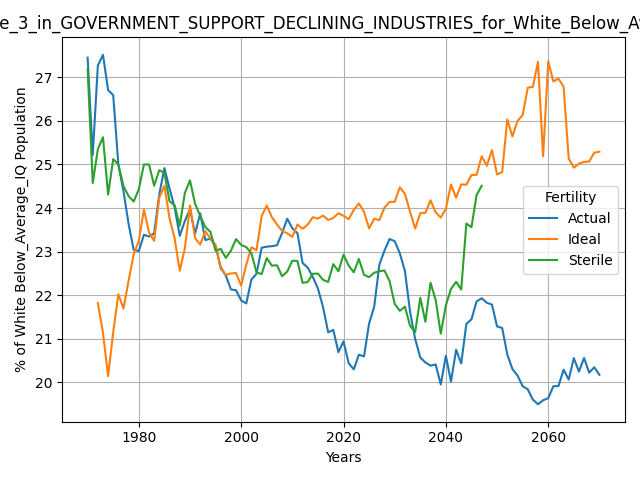 e_3_in_GOVERNMENT_SUPPORT_DECLINING_INDUSTRIES_for_White_Below_Av
% of White Below_Average_IQ Population
27
26
25
24
23
22
21
20
Fertility
Actual
Ideal
Sterile
1980
2000
2020
2040
2060
Years